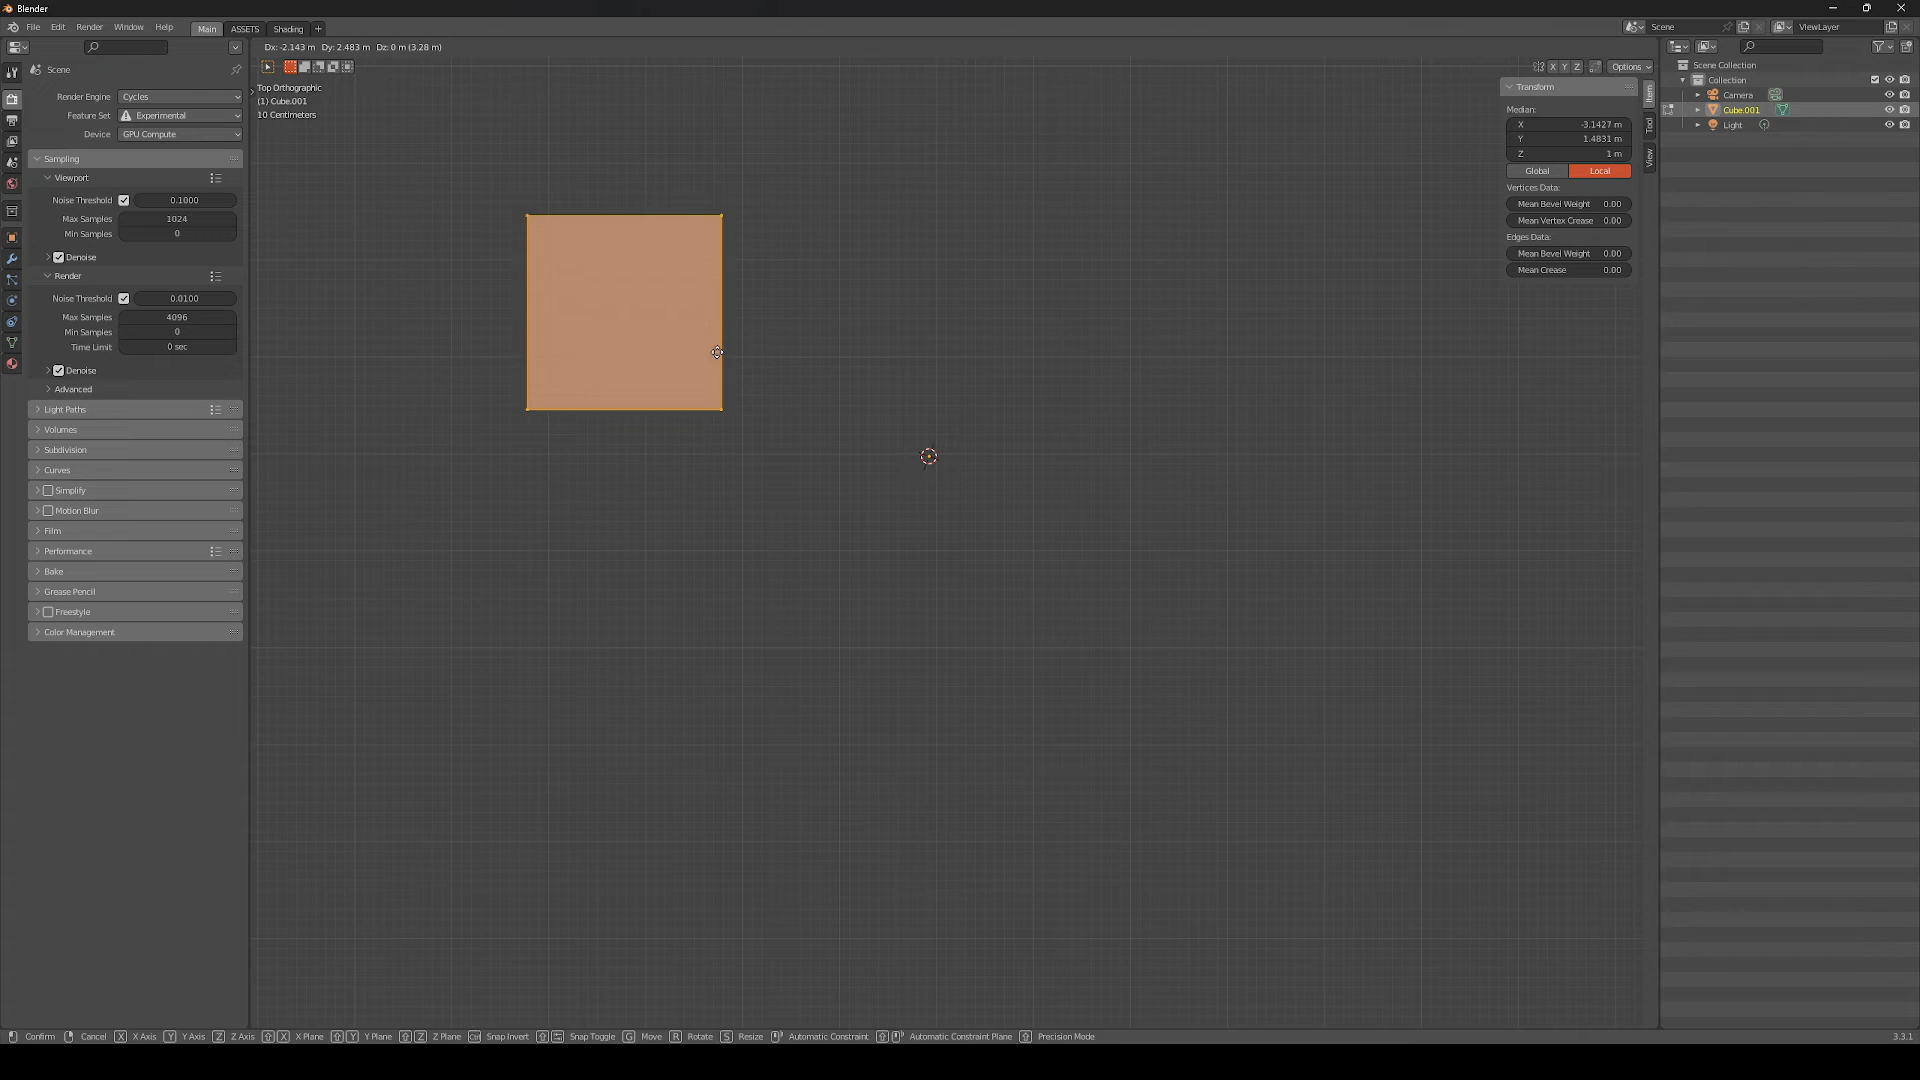 Blender
File Edit Render Window Help Main ASSETS Shading + Scene ViewLayer
Dx: -2.143 m Dy: 2.483 m Dz: 0 m (3.28 m)
X Y Z Options
Scene
Render Engine Cycles
Feature Set Experimental
Device GPU Compute
Sampling
Viewport
Noise Threshold 0.1000
Max Samples 1024
Min Samples 0
Denoise
Render
Noise Threshold 0.0100
Max Samples 4096
Min Samples 0
Time Limit 0 sec
Denoise
Advanced
Light Paths
Volumes
Subdivision
Curves
Simplify
Motion Blur
Film
Performance
Bake
Grease Pencil
Freestyle
Color Management
Top Orthographic
(1) Cube.001
10 Centimeters
Transform
Median:
X -3.1427 m
Y 1.4831 m
Z 1 m
Global Local
Vertices Data:
Mean Bevel Weight 0.00
Mean Vertex Crease 0.00
Edges Data:
Mean Bevel Weight 0.00
Mean Crease 0.00
Item
Tool
View
Scene Collection
Collection
Camera
Cube.001
Light
Confirm Cancel X X Axis Y Y Axis Z Z Axis X X Plane Y Y Plane Z Z Plane Ctrl Snap Invert Snap Toggle G Move R Rotate S Resize Automatic Constraint Automatic Constraint Plane Precision Mode 3.3.1